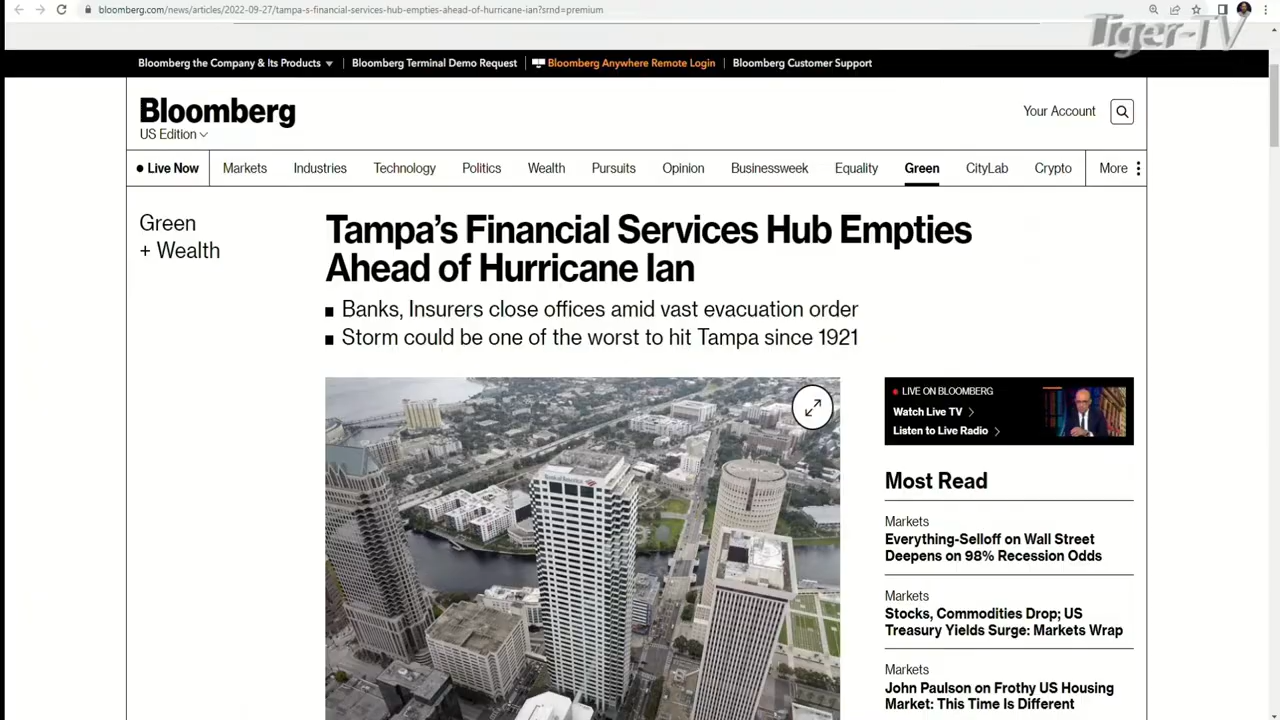 bloomberg.com/news/articles/2022-09-27/tampa-s-financial-services-hub-empties-ahead-of-hurricane-ian?srnd=premium
Tiger-TV
Bloomberg the Company & Its Products
Bloomberg Terminal Demo Request
Bloomberg Anywhere Remote Login
Bloomberg Customer Support
Bloomberg
US Edition
Your Account
Live Now
Markets
Industries
Technology
Politics
Wealth
Pursuits
Opinion
Businessweek
Equality
Green
CityLab
Crypto
More
Green
+ Wealth
Tampa's Financial Services Hub Empties
Ahead of Hurricane Ian
Banks, Insurers close offices amid vast evacuation order
Storm could be one of the worst to hit Tampa since 1921
Bank of America
LIVE ON BLOOMBERG
Watch Live TV
Listen to Live Radio
Most Read
Markets
Everything-Selloff on Wall Street
Deepens on 98% Recession Odds
Markets
Stocks, Commodities Drop; US
Treasury Yields Surge: Markets Wrap
Markets
John Paulson on Frothy US Housing
Market: This Time Is Different